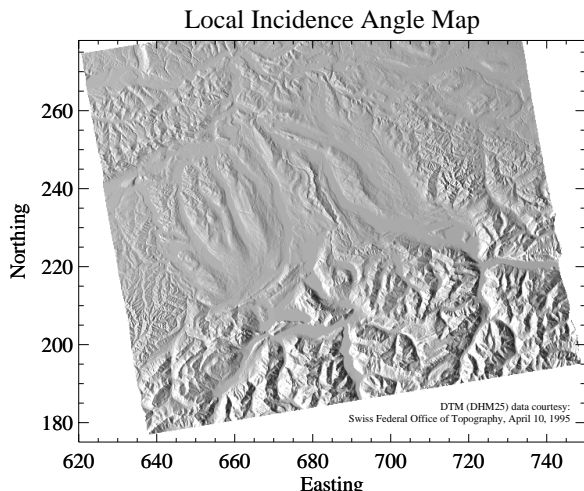 Local Incidence Angle Map
Northing
260
240
220
200
180
620 640 660 680 700 720 740
Easting
DTM (DHM25) data courtesy:
Swiss Federal Office of Topography, April 10, 1995